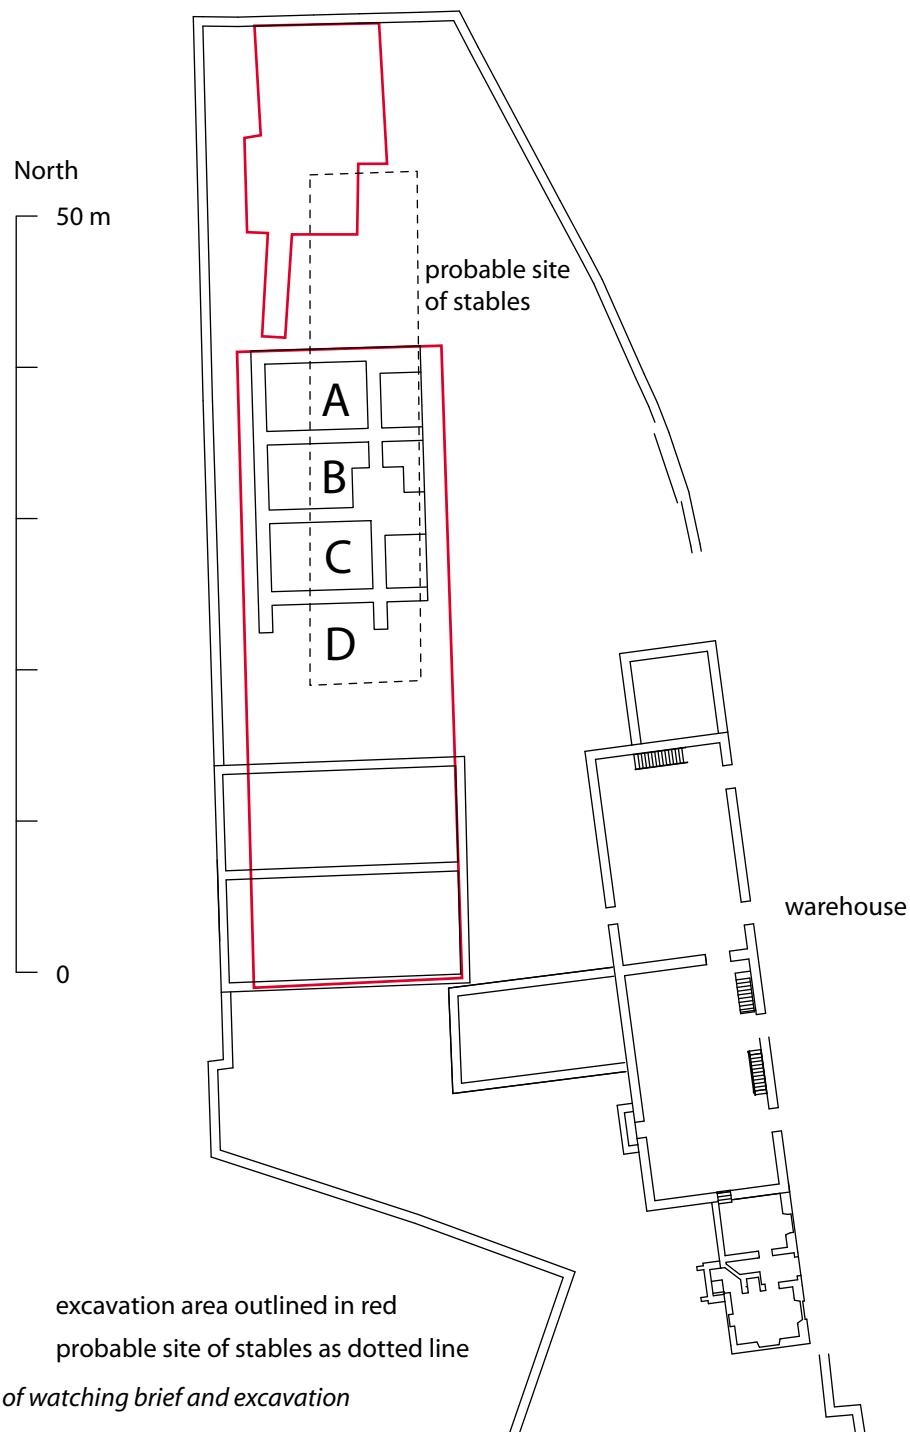 North
50 m
probable site
of stables
A
B
C
D
warehouse
0
excavation area outlined in red
probable site of stables as dotted line
of watching brief and excavation